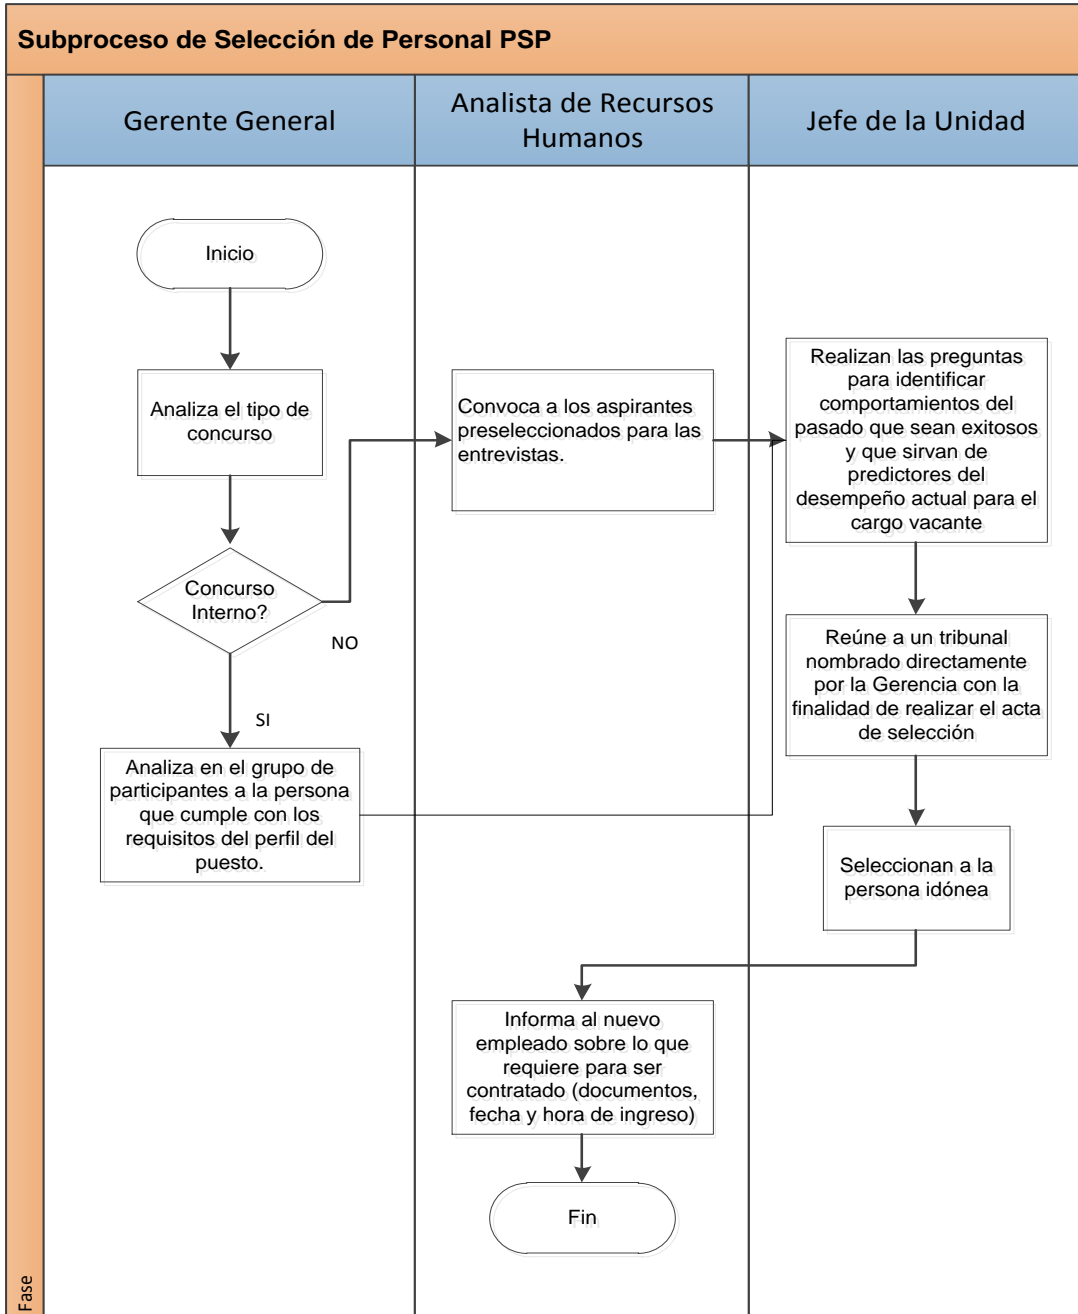 Subproceso de Selección de Personal PSP
Gerente General
Analista de Recursos
Humanos
Jefe de la Unidad
Inicio
Analiza el tipo de
concurso
Concurso
Interno?
NO
SI
Analiza en el grupo de
participantes a la persona
que cumple con los
requisitos del perfil del
puesto.
Convoca a los aspirantes
preseleccionados para las
entrevistas.
Realizan las preguntas
para identificar
comportamientos del
pasado que sean exitosos
y que sirvan de
predictores del
desempeño actual para el
cargo vacante
Reúne a un tribunal
nombrado directamente
por la Gerencia con la
finalidad de realizar el acta
de selección
Seleccionan a la
persona idónea
Informa al nuevo
empleado sobre lo que
requiere para ser
contratado (documentos,
fecha y hora de ingreso)
Fin
Fase